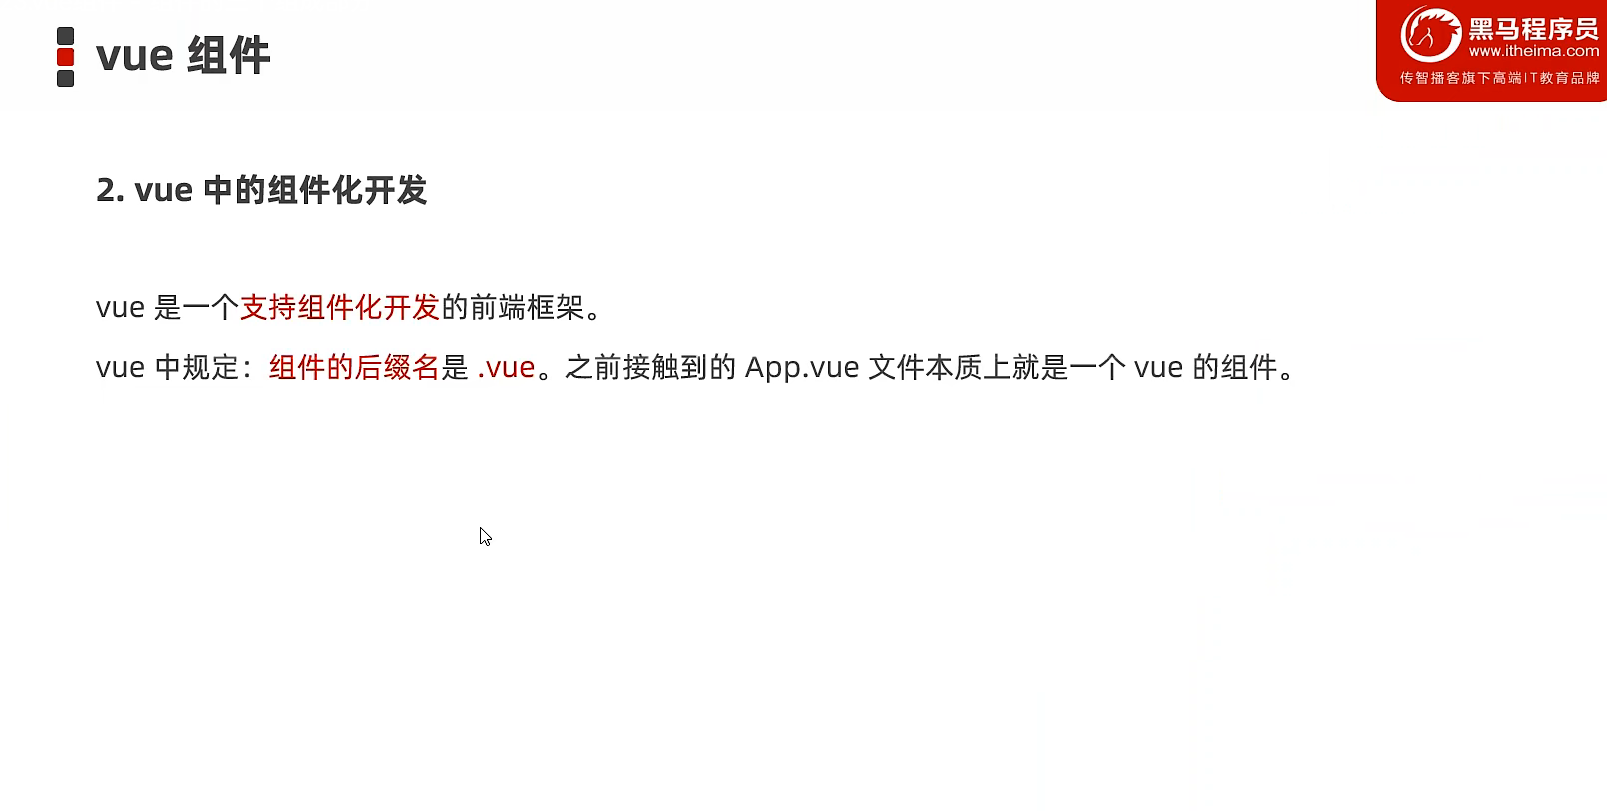 vue 组件
黑马程序员
www.itheima.com
传智播客旗下高端IT教育品牌
2. vue 中的组件化开发
vue 是一个支持组件化开发的前端框架。
vue 中规定：组件的后缀名是 .vue。之前接触到的 App.vue 文件本质上就是一个 vue 的组件。